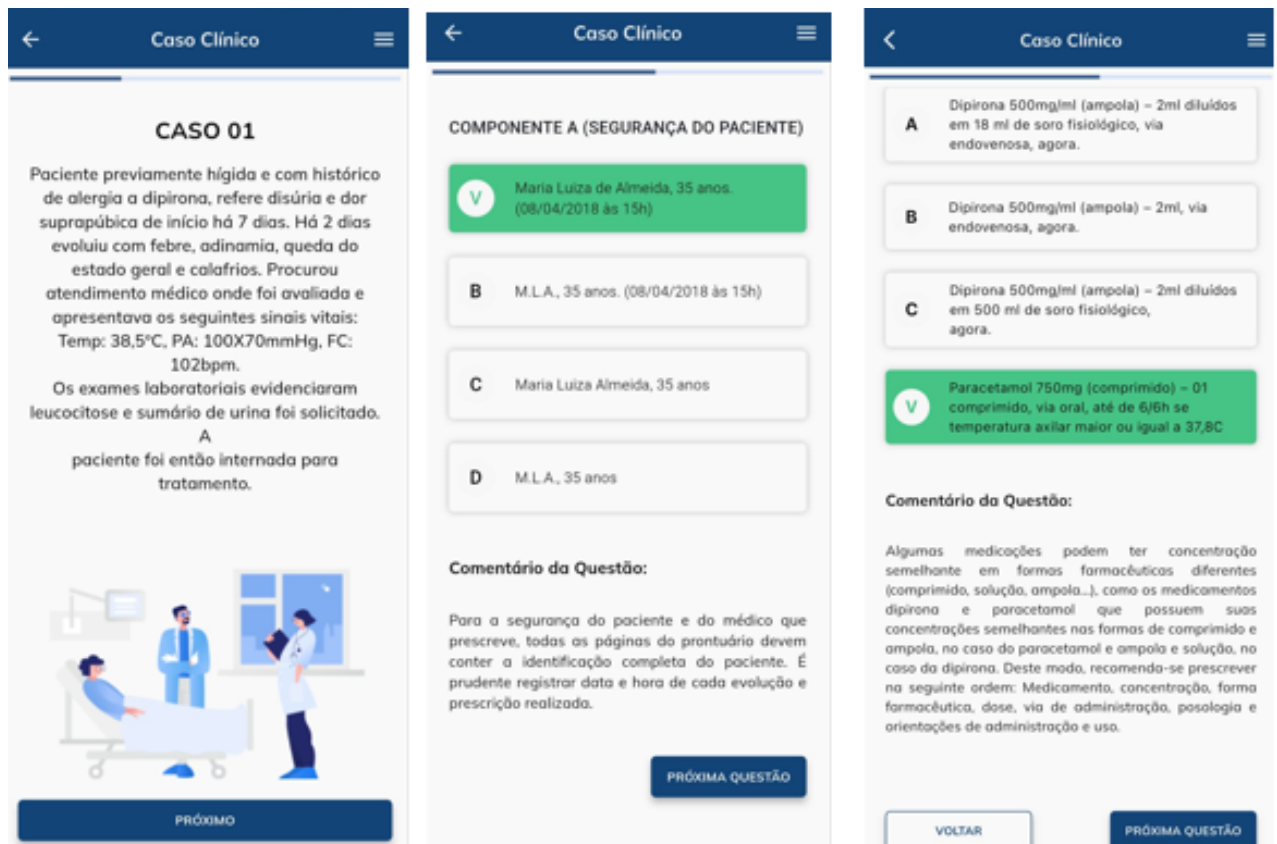 Caso Clínico
CASO 01
Paciente previamente hígida e com histórico
de alergia a dipirona, refere disúria e dor
suprapúbica de início há 7 dias. Há 2 dias
evoluiu com febre, adinamia, queda do
estado geral e calafrios. Procurou
atendimento médico onde foi avaliada e
apresentava os seguintes sinais vitais:
Temp: 38,5ºC, PA: 100X70mmHg, FC:
102bpm.
Os exames laboratoriais evidenciaram
leucocitose e sumário de urina foi solicitado.
A
paciente foi então internada para
tratamento.
PRÓXIMO
Caso Clínico
COMPONENTE A (SEGURANÇA DO PACIENTE)
V
Maria Luiza de Almeida, 35 anos.
(08/04/2018 às 15h)
B
M.L.A., 35 anos. (08/04/2018 às 15h)
C
Maria Luiza Almeida, 35 anos
D
M.L.A., 35 anos
Comentário da Questão:
Para a segurança do paciente e do médico que
prescreve, todas as páginas do prontuário devem
conter a identificação completa do paciente. É
prudente registrar data e hora de cada evolução e
prescrição realizada.
PRÓXIMA QUESTÃO
Caso Clínico
A
Dipirona 500mg/ml (ampola) – 2ml diluídos
em 18 ml de soro fisiológico, via
endovenosa, agora.
B
Dipirona 500mg/ml (ampola) – 2ml, via
endovenosa, agora.
C
Dipirona 500mg/ml (ampola) – 2ml diluídos
em 500 ml de soro fisiológico,
agora.
V
Paracetamol 750mg (comprimido) – 01
comprimido, via oral, até de 6/6h se
temperatura axilar maior ou igual a 37,8C
Comentário da Questão:
Algumas medicações podem ter concentração
semelhante em formas farmacêuticas diferentes
(comprimido, solução, ampola...), como os medicamentos
dipirona e paracetamol que possuem suas
concentrações semelhantes nas formas de comprimido e
ampola, no caso do paracetamol e ampola e solução, no
caso da dipirona. Deste modo, recomenda-se prescrever
na seguinte ordem: Medicamento, concentração, forma
farmacêutica, dose, via de administração, posologia e
orientações de administração e uso.
VOLTAR
PRÓXIMA QUESTÃO